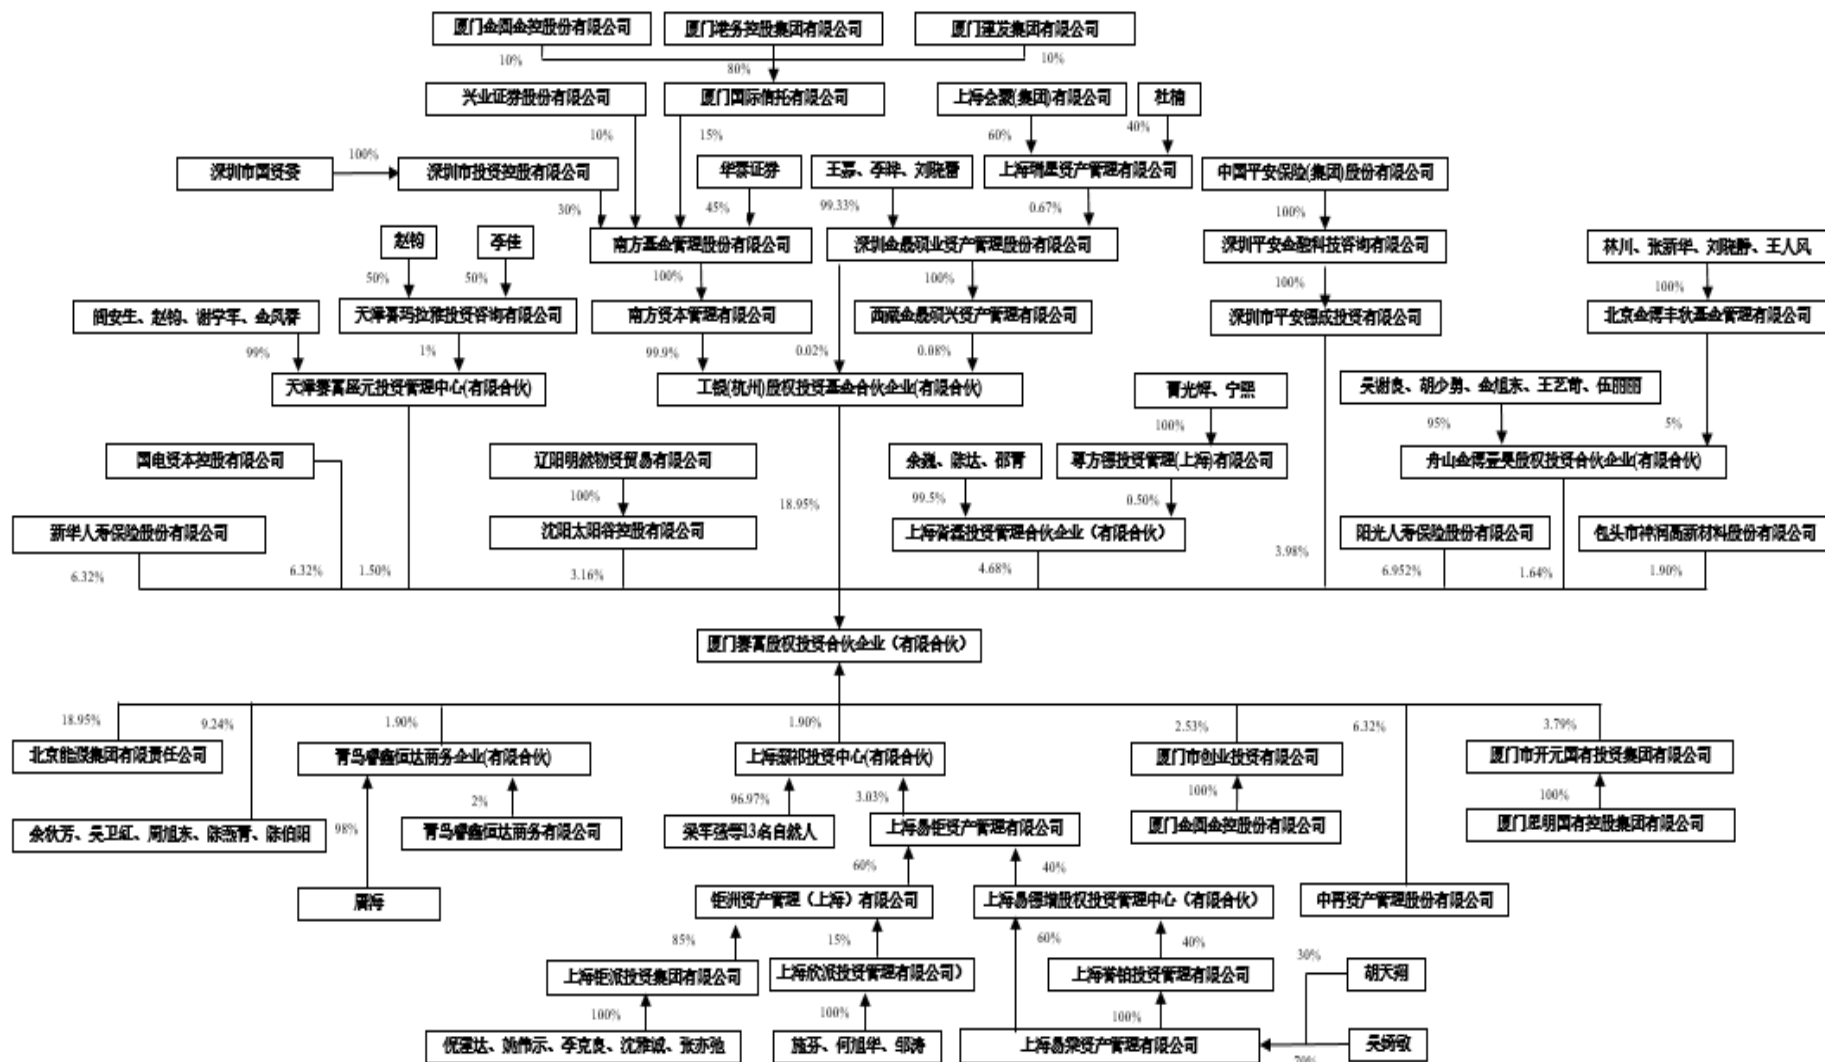 厦门金圆金控股份有限公司
厦门港务控股集团有限公司
厦门建发集团有限公司
10%
80%
10%
兴业证券股份有限公司
厦门国际信托有限公司
上海会爨(集团)有限公司
杜楠
10%
15%
60%
40%
深圳市国资委
100%
深圳市投资控股有限公司
华泰证券
王嘉、李晔、刘晓蕾
上海瑞星资产管理有限公司
中国平安保险(集团)股份有限公司
30%
45%
99.33%
0.67%
100%
赵钧
李佳
南方基金管理股份有限公司
深圳金晟硕业资产管理股份有限公司
深圳平安金融科技咨询有限公司
林川、张新华、刘晓静、王人风
50%
50%
100%
100%
100%
100%
阎安生、赵钧、谢学军、金凤春
天津喜玛拉雅投资咨询有限公司
南方资本管理有限公司
西藏金晟硕兴资产管理有限公司
深圳市平安德成投资有限公司
北京金博丰秋基金管理有限公司
99%
1%
99.9%
0.02%
0.08%
天津赛富盛元投资管理中心(有限合伙)
工银(杭州)股权投资基金合伙企业(有限合伙)
曹光辉、宁熙
吴谢良、胡少勇、金旭东、王艺莳、伍丽丽
100%
95%
5%
国电资本控股有限公司
辽阳明然物资贸易有限公司
余巍、陈达、邵青
尊方德投资管理(上海)有限公司
舟山金博壹昊股权投资合伙企业(有限合伙)
100%
18.95%
99.5%
0.50%
新华人寿保险股份有限公司
沈阳太阳谷控股有限公司
上海喾磊投资管理合伙企业（有限合伙）
阳光人寿保险股份有限公司
包头市神润高新材料股份有限公司
6.32%
6.32%
1.50%
3.16%
4.68%
3.98%
6.952%
1.64%
1.90%
厦门赛富股权投资合伙企业（有限合伙）
18.95%
9.24%
1.90%
1.90%
2.53%
6.32%
3.79%
北京能源集团有限责任公司
青岛睿鑫恒达商务企业(有限合伙)
上海颢祁投资中心(有限合伙)
厦门市创业投资有限公司
厦门市开元国有投资集团有限公司
2%
96.97%
3.03%
100%
100%
余秋芳、吴卫红、周旭东、陈燕青、陈伯阳
98%
青岛睿鑫恒达商务有限公司
梁军强等13名自然人
上海易钜资产管理有限公司
厦门金圆金控股份有限公司
厦门思明国有控股集团有限公司
60%
40%
周海
钜洲资产管理（上海）有限公司
上海易德增股权投资管理中心（有限合伙）
中再资产管理股份有限公司
85%
15%
60%
40%
30%
上海钜派投资集团有限公司
上海欣派投资管理有限公司）
上海誉铂投资管理有限公司
胡天翔
100%
100%
100%
倪建达、姚伟示、李克良、沈雅诚、张亦弛
施芬、何旭华、邹涛
上海易梁资产管理有限公司
70%
吴绮敏